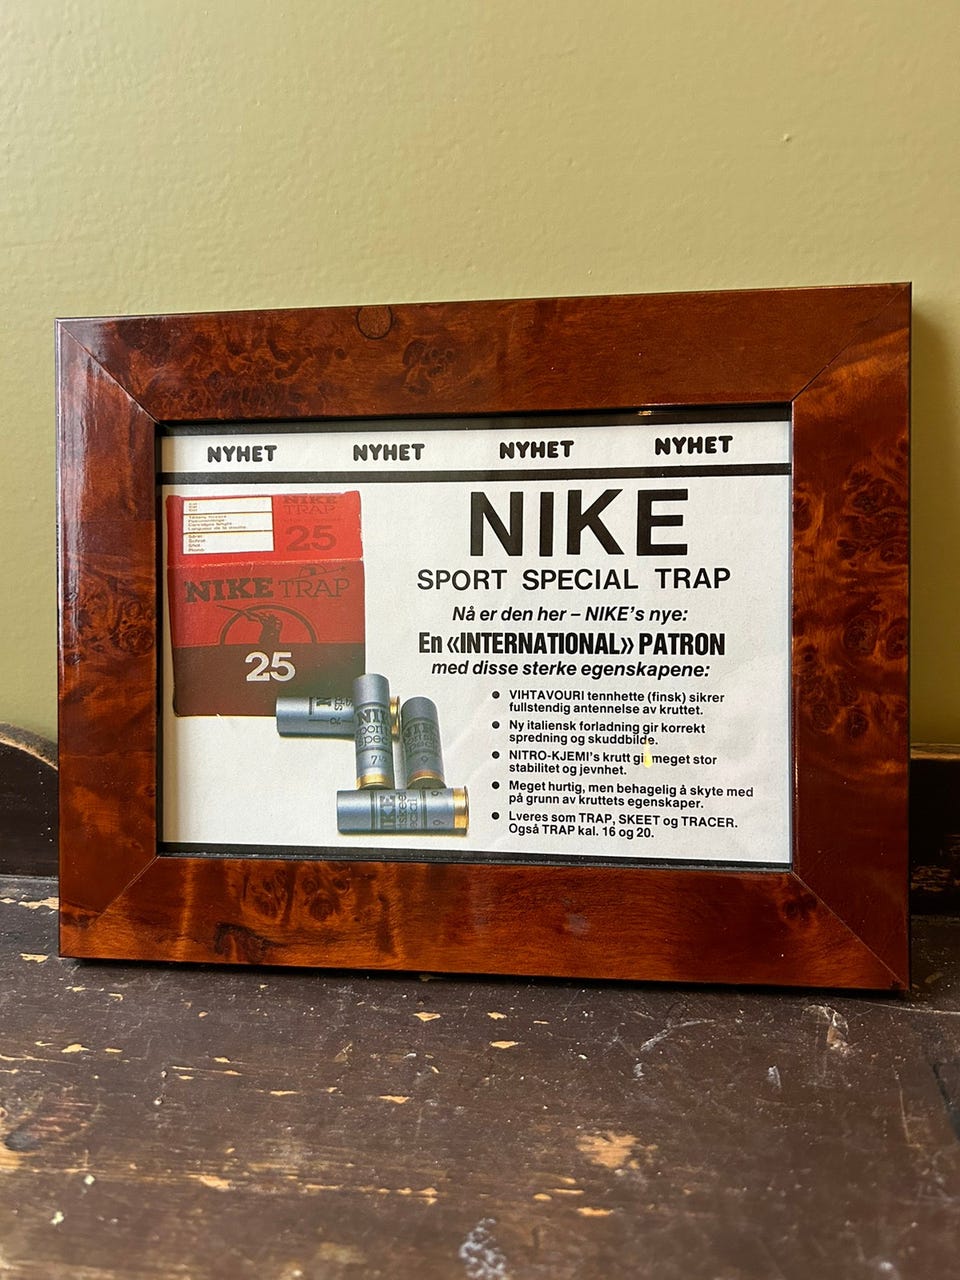 NYHET NYHET NYHET NYHET
NIKE
TRAP
25
NIKE TRAP
25
NIKE
SPORT SPECIAL TRAP
Nå er den her – NIKE's nye:
En «INTERNATIONAL» PATRON
med disse sterke egenskapene:
● VIHTAVOURI tennhette (finsk) sikrer
fullstendig antennelse av kruttet.
● Ny italiensk forladning gir korrekt
spredning og skuddbilde.
● NITRO-KJEMI's krutt gir meget stor
stabilitet og jevnhet.
● Meget hurtig, men behagelig å skyte med
på grunn av kruttets egenskaper.
● Lveres som TRAP, SKEET og TRACER.
Også TRAP kal. 16 og 20.